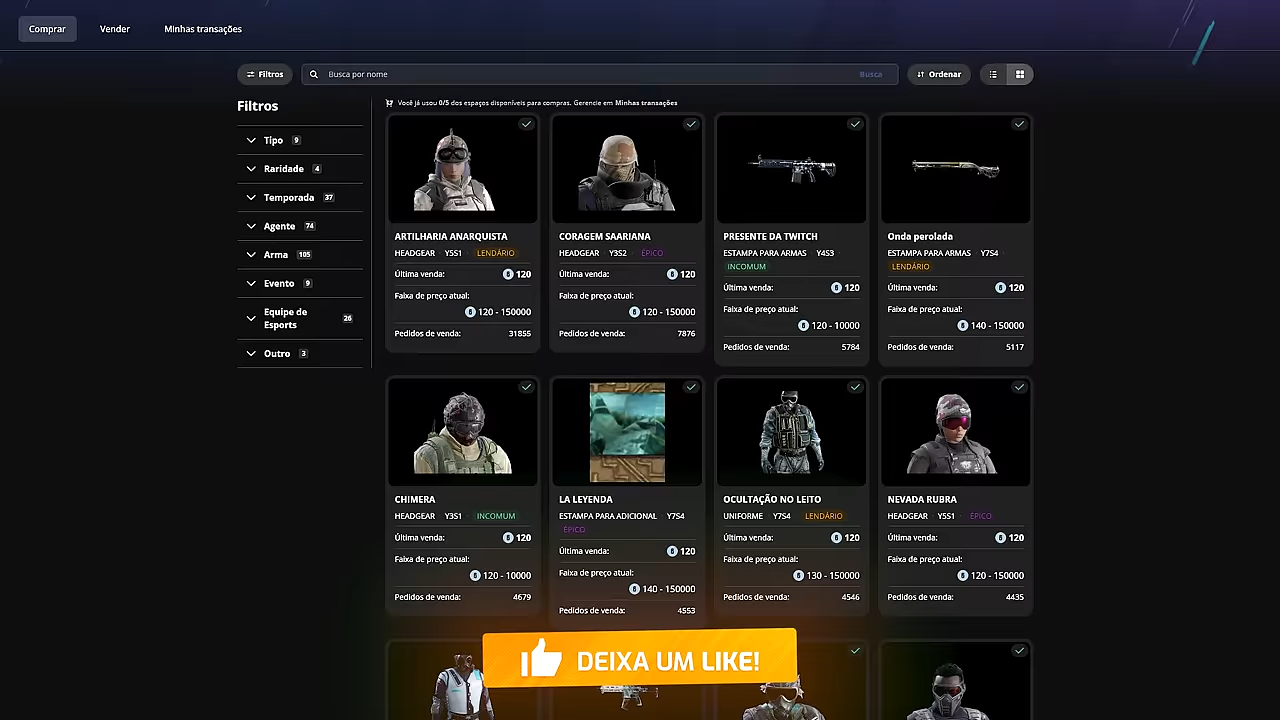 Comprar
Vender
Minhas transações
Filtros
Busca por nome
Busca
Ordenar
Filtros
Tipo 9
Raridade 4
Temporada 37
Agente 74
Arma 105
Evento 9
Equipe de
Esports 26
Outro 3
Você já usou 0/5 dos espaços disponíveis para compras. Gerencie em Minhas transações
ARTILHARIA ANARQUISTA
HEADGEAR Y5S1 LENDÁRIO
Última venda: 120
Faixa de preço atual:
120 - 150000
Pedidos de venda: 31855
CORAGEM SAARIANA
HEADGEAR Y3S2 ÉPICO
Última venda: 120
Faixa de preço atual:
120 - 150000
Pedidos de venda: 7876
PRESENTE DA TWITCH
ESTAMPA PARA ARMAS Y4S3
INCOMUM
Última venda: 120
Faixa de preço atual:
120 - 10000
Pedidos de venda: 5784
Onda perolada
ESTAMPA PARA ARMAS Y7S4
LENDÁRIO
Última venda: 120
Faixa de preço atual:
140 - 150000
Pedidos de venda: 5117
CHIMERA
HEADGEAR Y3S1 INCOMUM
Última venda: 120
Faixa de preço atual:
120 - 10000
Pedidos de venda: 4679
LA LEYENDA
ESTAMPA PARA ADICIONAL Y7S4
ÉPICO
Última venda: 120
Faixa de preço atual:
140 - 150000
Pedidos de venda: 4553
OCULTAÇÃO NO LEITO
UNIFORME Y7S4 LENDÁRIO
Última venda: 120
Faixa de preço atual:
130 - 150000
Pedidos de venda: 4546
NEVADA RUBRA
HEADGEAR Y5S1 ÉPICO
Última venda: 120
Faixa de preço atual:
120 - 150000
Pedidos de venda: 4435
DEIXA UM LIKE!